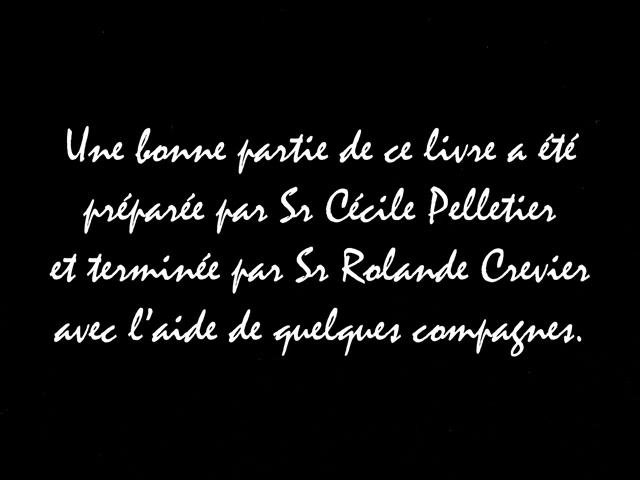 Une bonne partie de ce livre a été
préparée par Sr Cécile Pelletier
et terminée par Sr Rolande Crevier
avec l'aide de quelques compagnes.